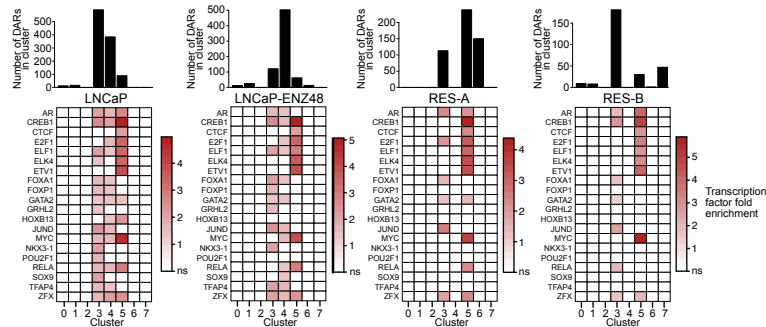 Number of DARs
in cluster
500
400
300
200
100
0
LNCaP
AR
CREB1
CTCF
E2F1
ELF1
ELK4
ETV1
FOXA1
FOXP1
GATA2
GRHL2
HOXB13
JUND
MYC
NKX3-1
POU2F1
RELA
SOX9
TFAP4
ZFX
0 1 2 3 4 5 6 7
Cluster
4
3
2
1
ns
Number of DARs
in cluster
500
400
300
200
100
0
LNCaP-ENZ48
AR
CREB1
CTCF
E2F1
ELF1
ELK4
ETV1
FOXA1
FOXP1
GATA2
GRHL2
HOXB13
JUND
MYC
NKX3-1
POU2F1
RELA
SOX9
TFAP4
ZFX
0 1 2 3 4 5 6 7
Cluster
5
4
3
2
1
ns
Number of DARs
in cluster
200
150
100
50
0
RES-A
AR
CREB1
CTCF
E2F1
ELF1
ELK4
ETV1
FOXA1
FOXP1
GATA2
GRHL2
HOXB13
JUND
MYC
NKX3-1
POU2F1
RELA
SOX9
TFAP4
ZFX
0 1 2 3 4 5 6 7
Cluster
4
3
2
1
ns
Number of DARs
in cluster
150
100
50
0
RES-B
AR
CREB1
CTCF
E2F1
ELF1
ELK4
ETV1
FOXA1
FOXP1
GATA2
GRHL2
HOXB13
JUND
MYC
NKX3-1
POU2F1
RELA
SOX9
TFAP4
ZFX
0 1 2 3 4 5 6 7
Cluster
5
4
3
2
1
ns
Transcription
factor fold
enrichment